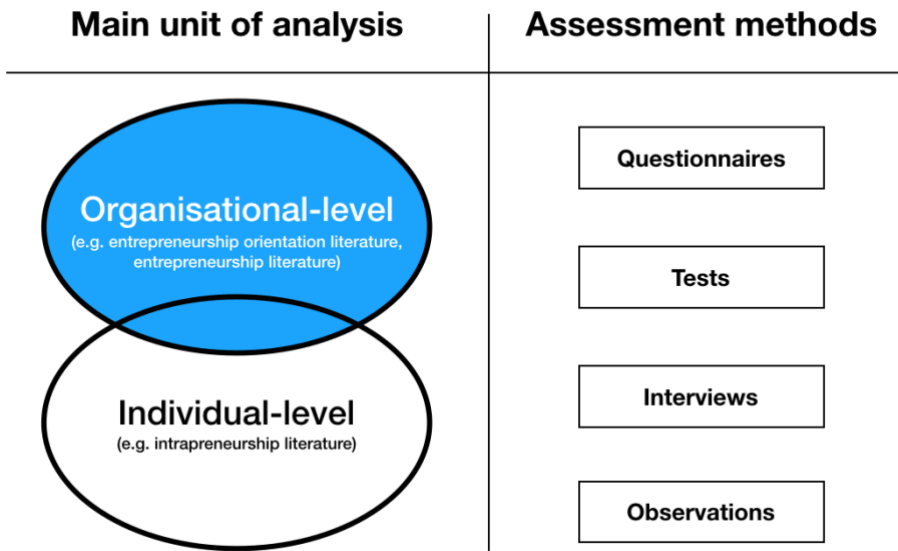 Main unit of analysis
Assessment methods
Organisational-level
(e.g. entrepreneurship orientation literature,
entrepreneurship literature)
Individual-level
(e.g. intrapreneurship literature)
Questionnaires
Tests
Interviews
Observations